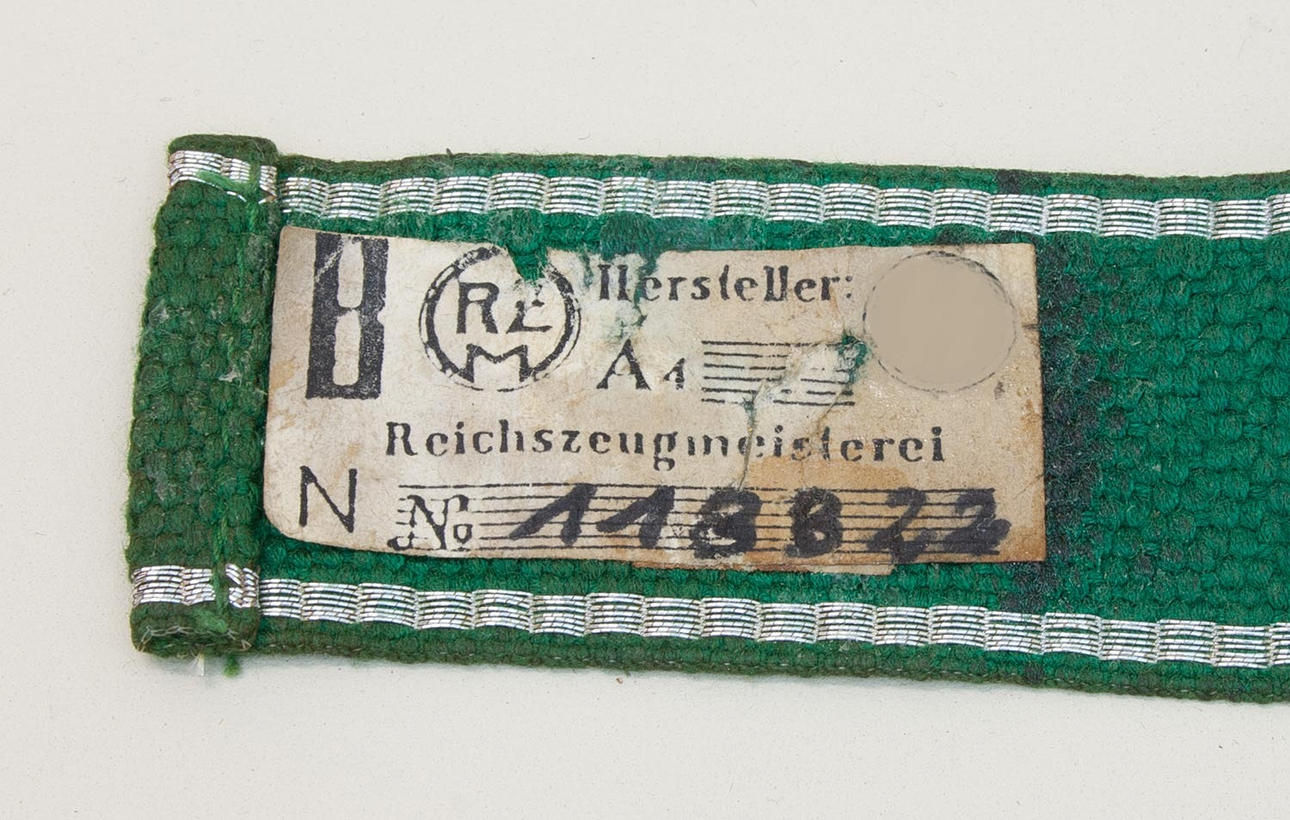 B
RZM
Hersteller:
A4
Reichszeugmeisterei
N
№ 118822